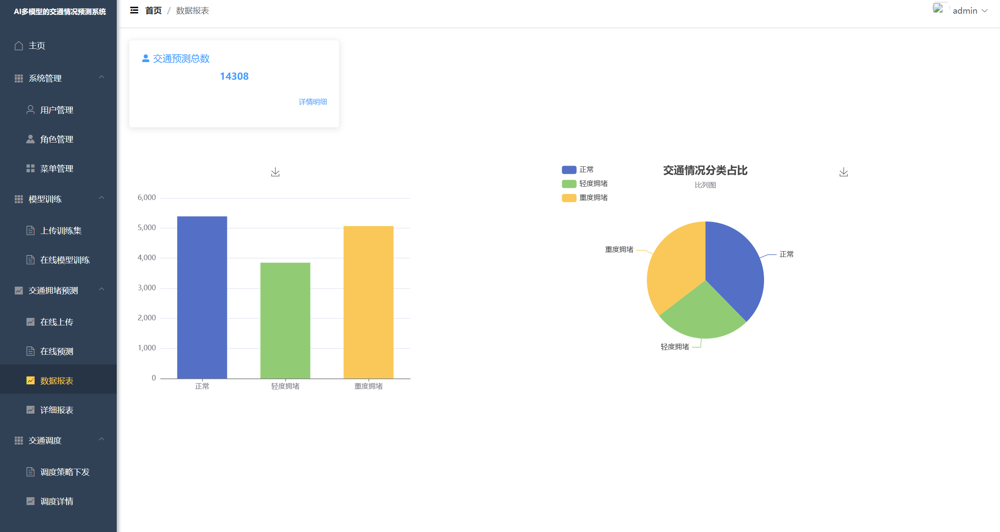 AI多模型的交通情况预测系统
主页
系统管理
用户管理
角色管理
菜单管理
模型训练
上传训练集
在线模型训练
交通拥堵预测
在线上传
在线预测
数据报表
详细报表
交通调度
调度策略下发
调度详情
首页 / 数据报表
admin
交通预测总数
14308
详情明细
6,000
5,000
4,000
3,000
2,000
1,000
0
正常 轻度拥堵 重度拥堵
正常
轻度拥堵
重度拥堵
交通情况分类占比
比列图
重度拥堵
正常
轻度拥堵